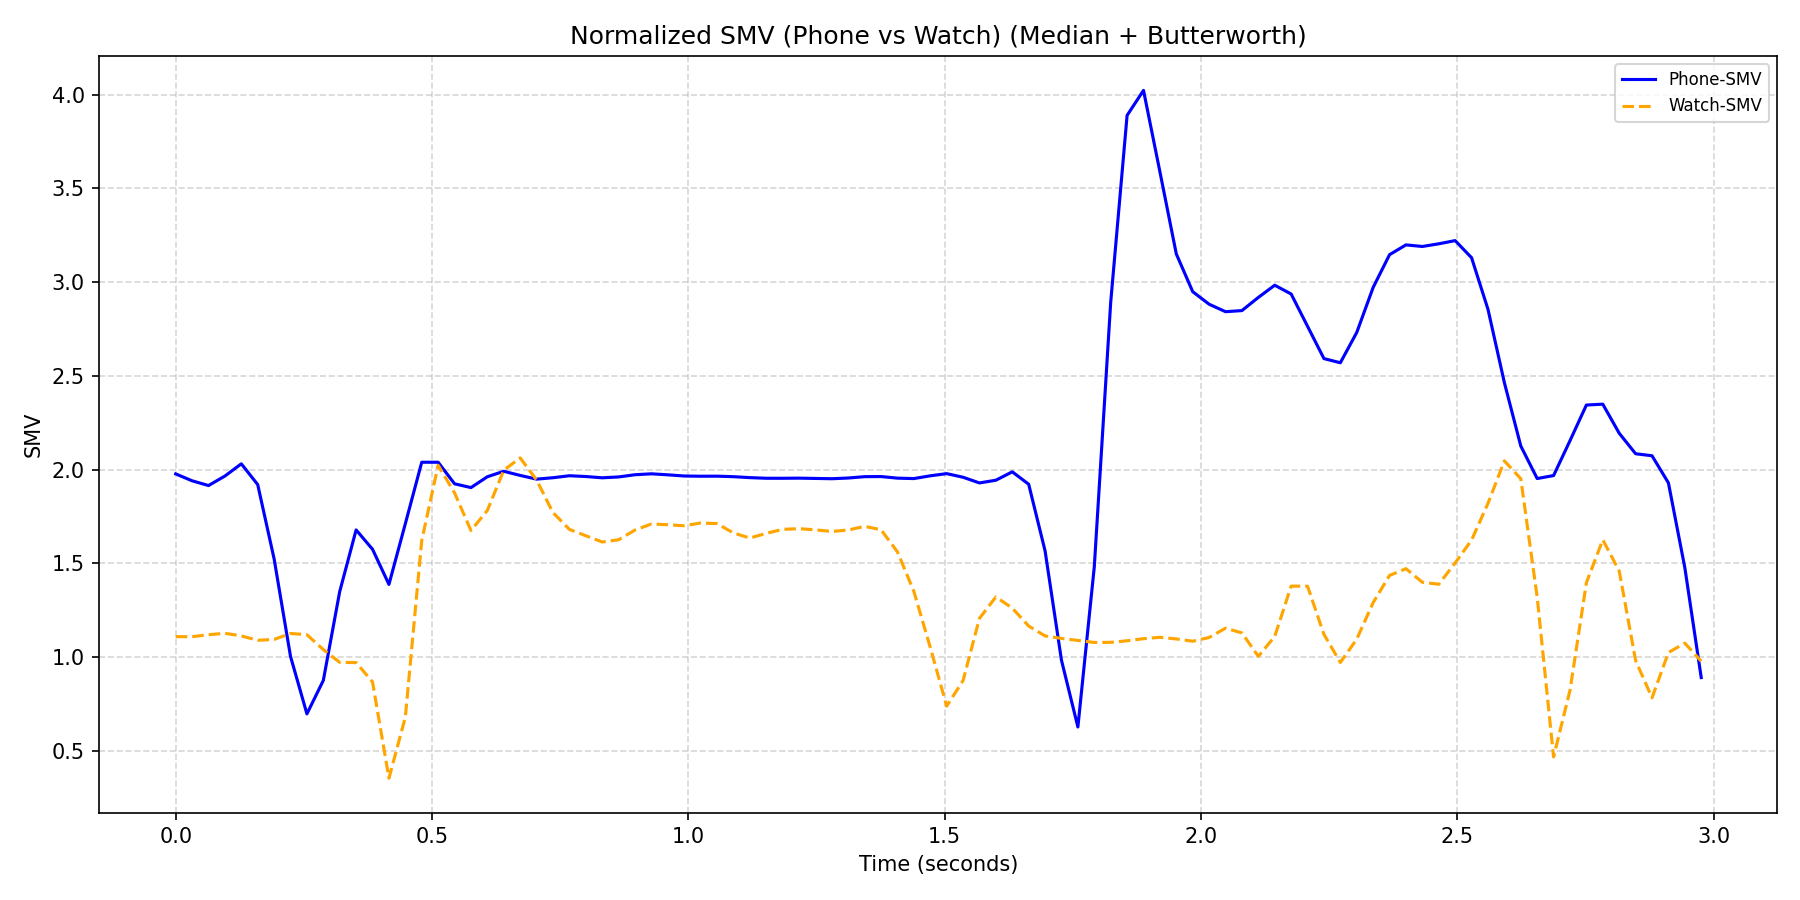 Normalized SMV (Phone vs Watch) (Median + Butterworth)
Phone-SMV
Watch-SMV
4.0
3.5
3.0
2.5
2.0
1.5
1.0
0.5
SMV
0.0 0.5 1.0 1.5 2.0 2.5 3.0
Time (seconds)